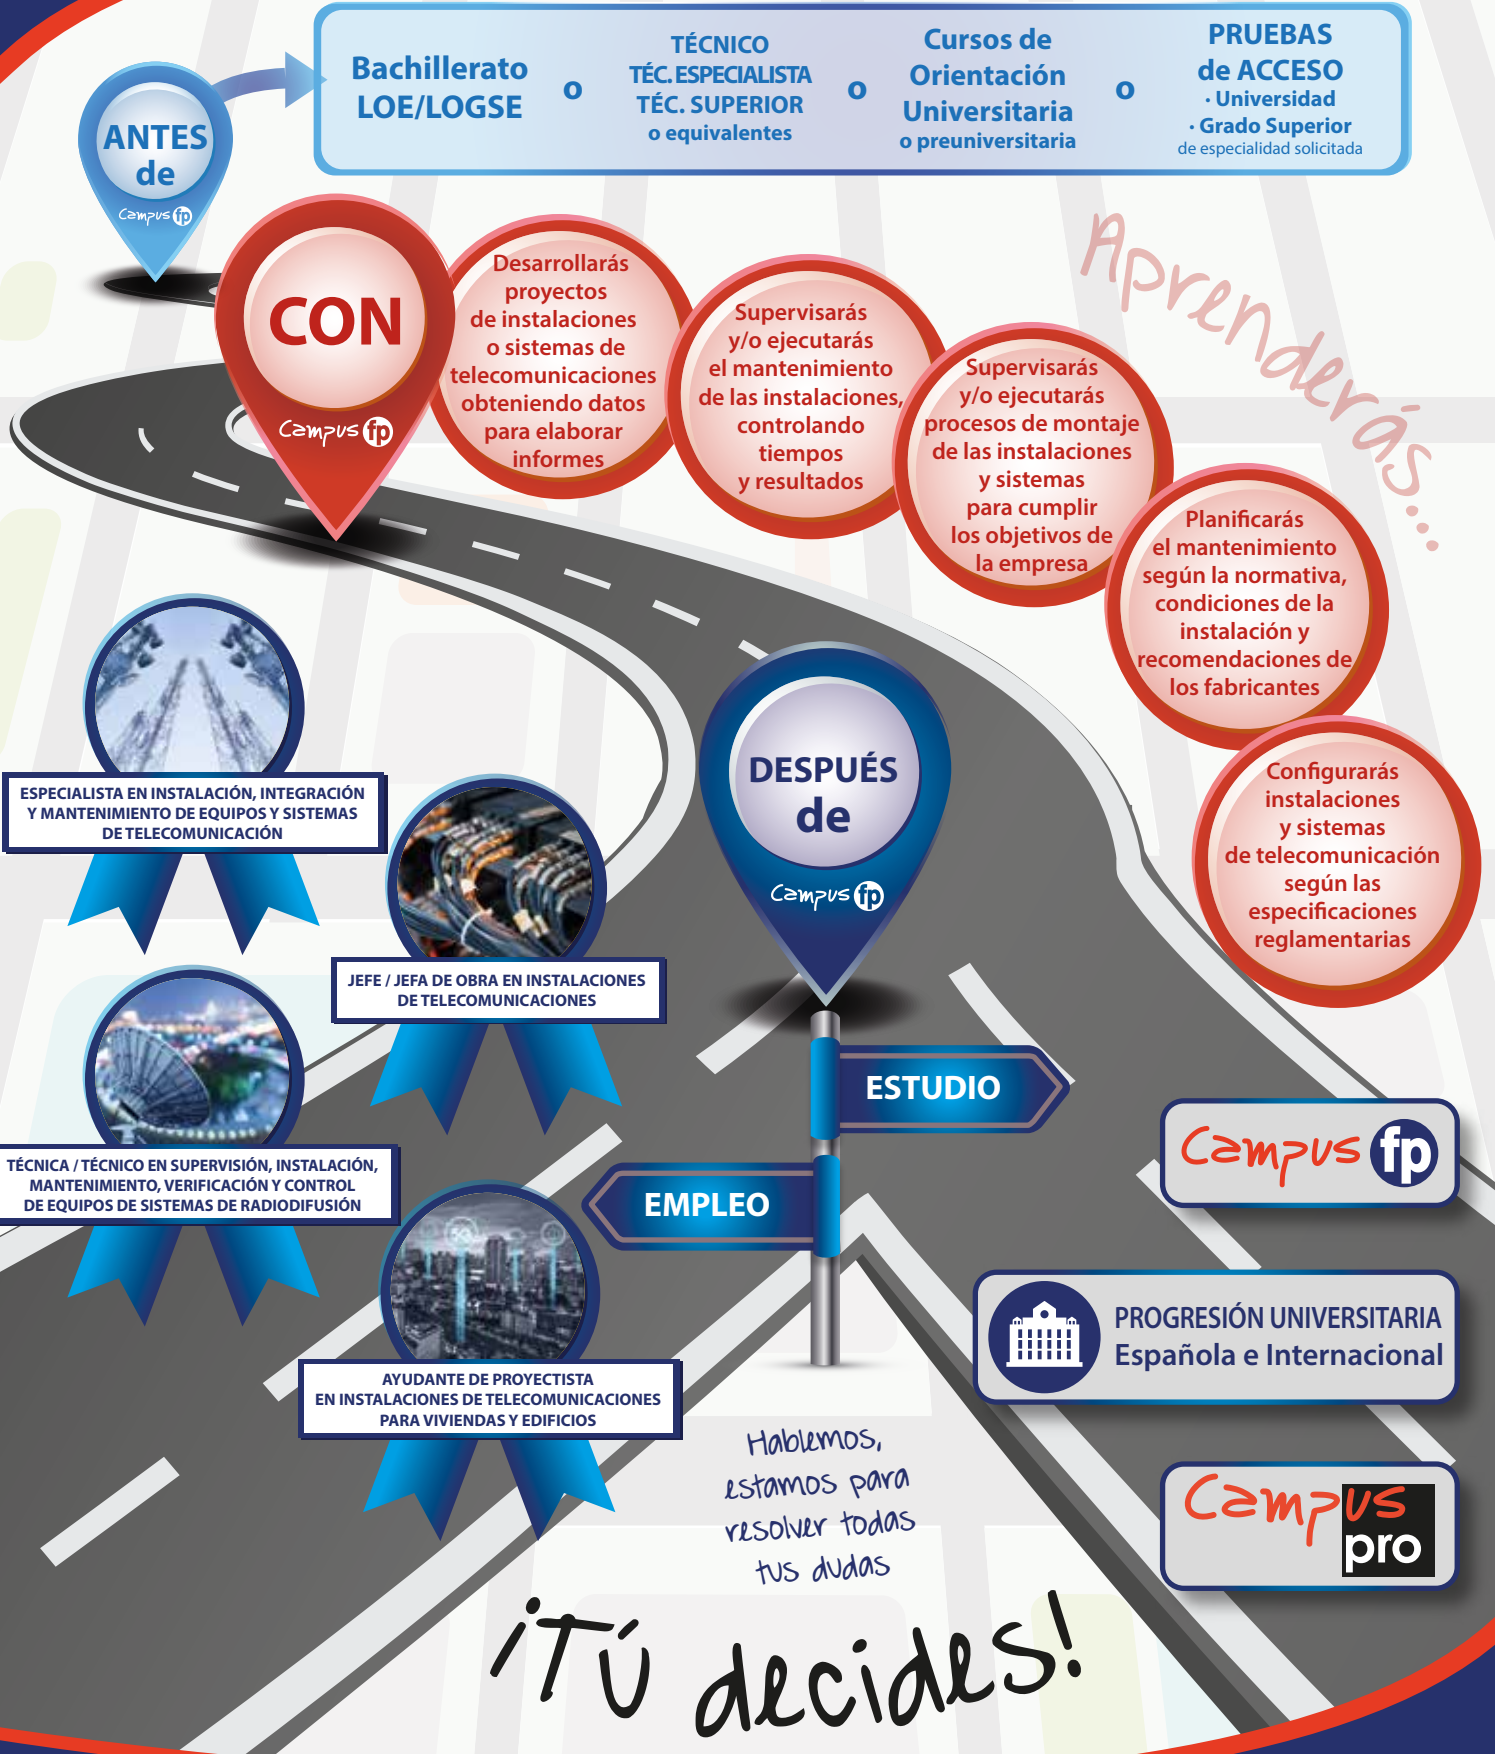 ANTES
de
Campus fp
Bachillerato
LOE/LOGSE
o
TÉCNICO
TÉC. ESPECIALISTA
TÉC. SUPERIOR
o equivalentes
o
Cursos de
Orientación
Universitaria
o preuniversitaria
o
PRUEBAS
de ACCESO
· Universidad
· Grado Superior
de especialidad solicitada
CON
Campus fp
Aprenderás...
Desarrollarás
proyectos
de instalaciones
o sistemas de
telecomunicaciones
obteniendo datos
para elaborar
informes
Supervisarás
y/o ejecutarás
el mantenimiento
de las instalaciones,
controlando
tiempos
y resultados
Supervisarás
y/o ejecutarás
procesos de montaje
de las instalaciones
y sistemas
para cumplir
los objetivos de
la empresa
Planificarás
el mantenimiento
según la normativa,
condiciones de la
instalación y
recomendaciones de
los fabricantes
Configurarás
instalaciones
y sistemas
de telecomunicación
según las
especificaciones
reglamentarias
DESPUÉS
de
Campus fp
ESPECIALISTA EN INSTALACIÓN, INTEGRACIÓN
Y MANTENIMIENTO DE EQUIPOS Y SISTEMAS
DE TELECOMUNICACIÓN
JEFE / JEFA DE OBRA EN INSTALACIONES
DE TELECOMUNICACIONES
TÉCNICA / TÉCNICO EN SUPERVISIÓN, INSTALACIÓN,
MANTENIMIENTO, VERIFICACIÓN Y CONTROL
DE EQUIPOS DE SISTEMAS DE RADIODIFUSIÓN
5G
AYUDANTE DE PROYECTISTA
EN INSTALACIONES DE TELECOMUNICACIONES
PARA VIVIENDAS Y EDIFICIOS
ESTUDIO
EMPLEO
Campus fp
PROGRESIÓN UNIVERSITARIA
Española e Internacional
Campus
pro
Hablemos,
estamos para
resolver todas
tus dudas
¡Tú decides!